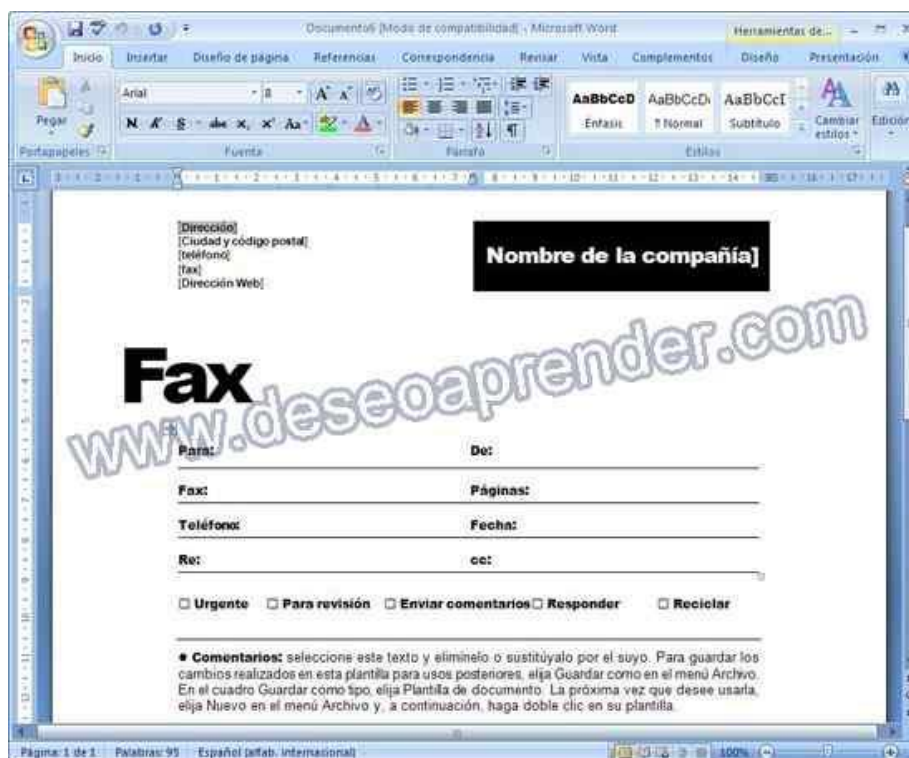 Documento6 [Modo de compatibilidad] - Microsoft Word
Herramientas de...
Inicio Insertar Diseño de página Referencias Correspondencia Revisar Vista Complementos Diseño Presentación
Pegar
Portapapeles
Arial 8
Fuente
Párrafo
AaBbCcD AaBbCcDı AaBbCcI
Énfasis ¶ Normal Subtítulo
Cambiar estilos
Estilos
Edición
[Dirección]
[Ciudad y código postal]
[teléfono]
[fax]
[Dirección Web]
Nombre de la compañía]
Fax
www.deseoaprender.com
Para: De:
Fax: Páginas:
Teléfono: Fecha:
Re: cc:
Urgente Para revisión Enviar comentarios Responder Reciclar
● Comentarios: seleccione este texto y elimínelo o sustitúyalo por el suyo. Para guardar los
cambios realizados en esta plantilla para usos posteriores, elija Guardar como en el menú Archivo.
En el cuadro Guardar como tipo, elija Plantilla de documento. La próxima vez que desee usarla,
elija Nuevo en el menú Archivo y, a continuación, haga doble clic en su plantilla.
Página: 1 de 1 Palabras: 95 Español (alfab. internacional) 100%